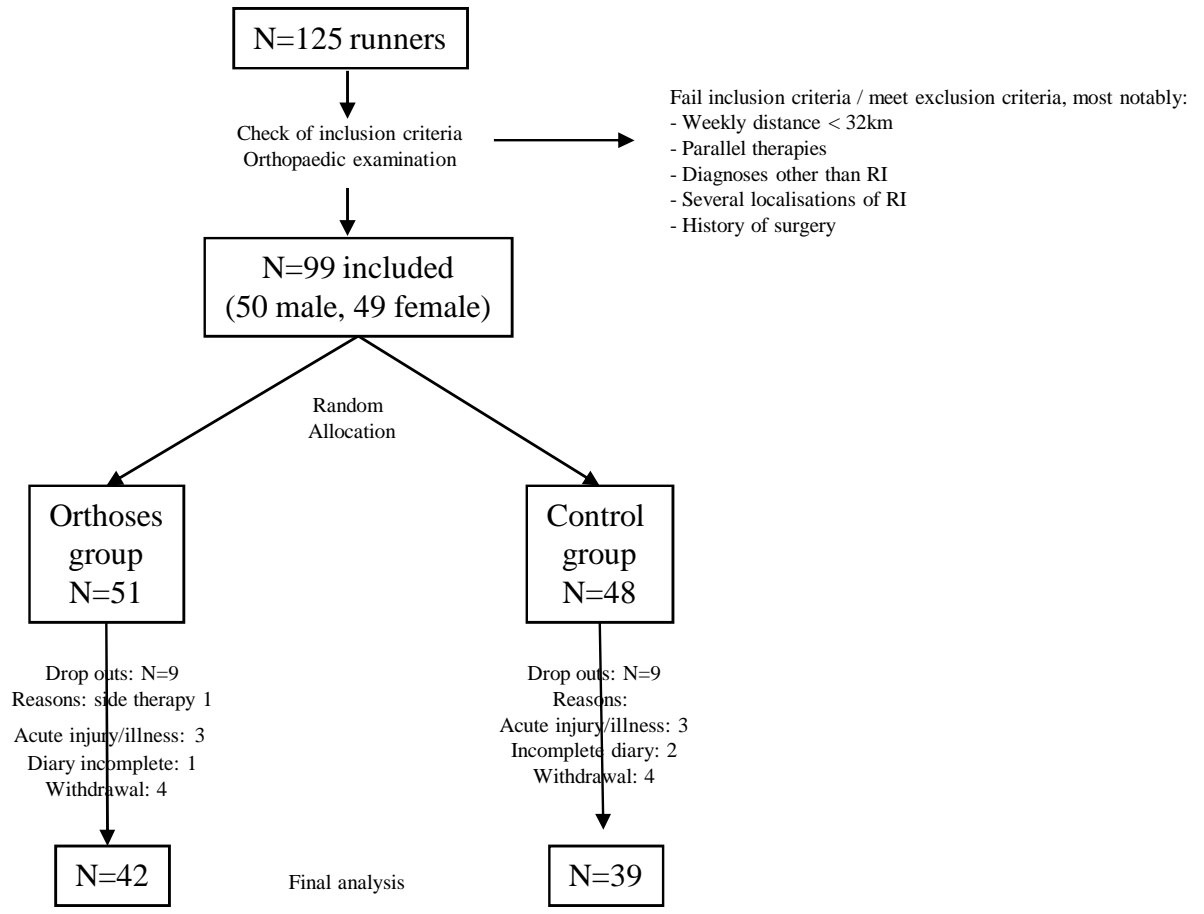 N=125 runners
Check of inclusion criteria
Orthopaedic examination
Fail inclusion criteria / meet exclusion criteria, most notably:
- Weekly distance < 32km
- Parallel therapies
- Diagnoses other than RI
- Several localisations of RI
- History of surgery
N=99 included
(50 male, 49 female)
Random
Allocation
Orthoses
group
N=51
Control
group
N=48
Drop outs: N=9
Reasons: side therapy 1
Acute injury/illness: 3
Diary incomplete: 1
Withdrawal: 4
Drop outs: N=9
Reasons:
Acute injury/illness: 3
Incomplete diary: 2
Withdrawal: 4
N=42
Final analysis
N=39